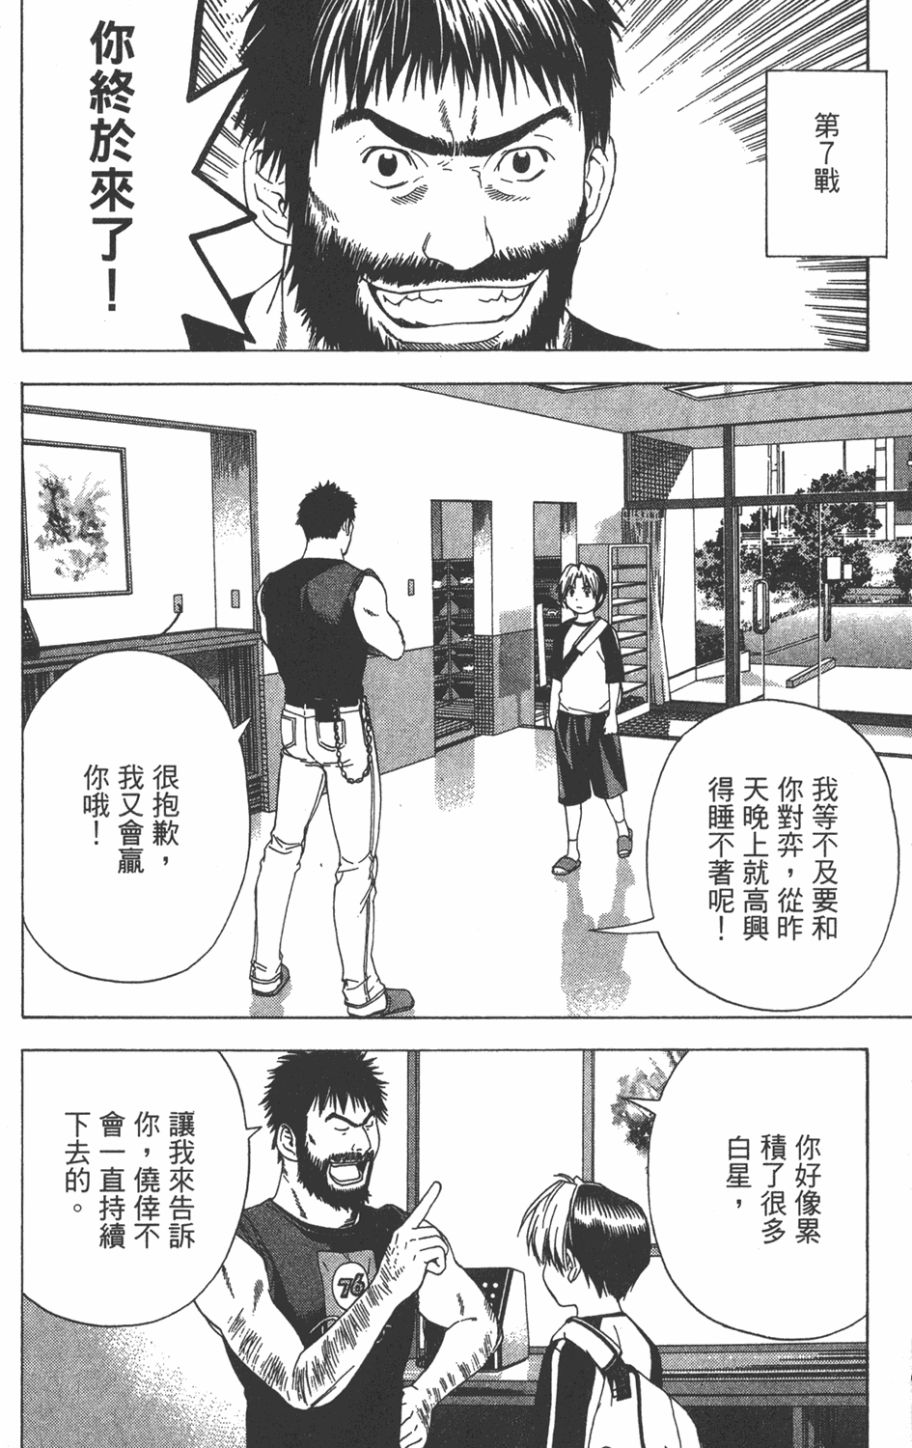 第7戰
你終於來了！
我等不及要和
你對弈，從昨
天晚上就高興
得睡不著呢！
很抱歉，
我又會贏
你哦！
你好像累
積了很多
白星，
讓我來告訴
你，僥倖不
會一直持續
下去的。
76